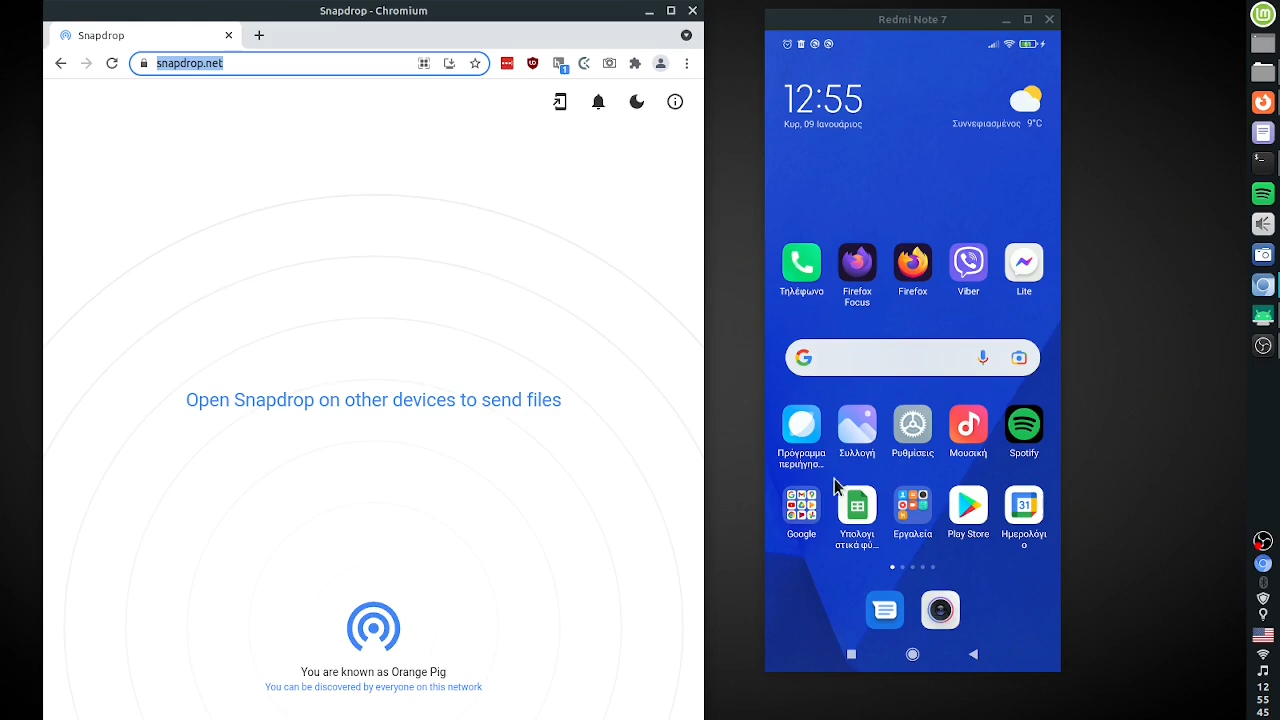 Snapdrop - Chromium
Snapdrop
snapdrop.net
1
Open Snapdrop on other devices to send files
You are known as Orange Pig
You can be discovered by everyone on this network
Redmi Note 7
12:55
Κυρ, 09 Ιανουάριος
Συννεφιασμένος 9°C
Τηλέφωνο
Firefox
Focus
Firefox
Viber
Lite
Πρόγραμμα
περιήγησ...
Συλλογή
Ρυθμίσεις
Μουσική
Spotify
Google
Υπολογι
στικά φύ...
Εργαλεία
Play Store
31
Ημερολόγι
ο
12
55
45